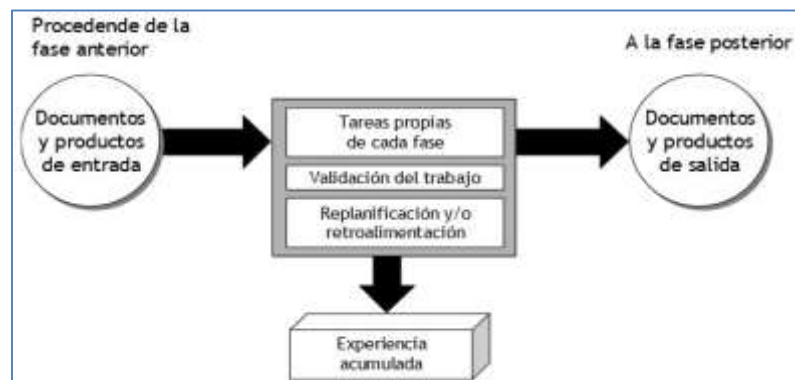 Procedende de la
fase anterior
A la fase posterior
Documentos
y productos
de entrada
Tareas propias
de cada fase
Validación del trabajo
Replanificación y/o
retroalimentación
Documentos
y productos
de salida
Experiencia
acumulada